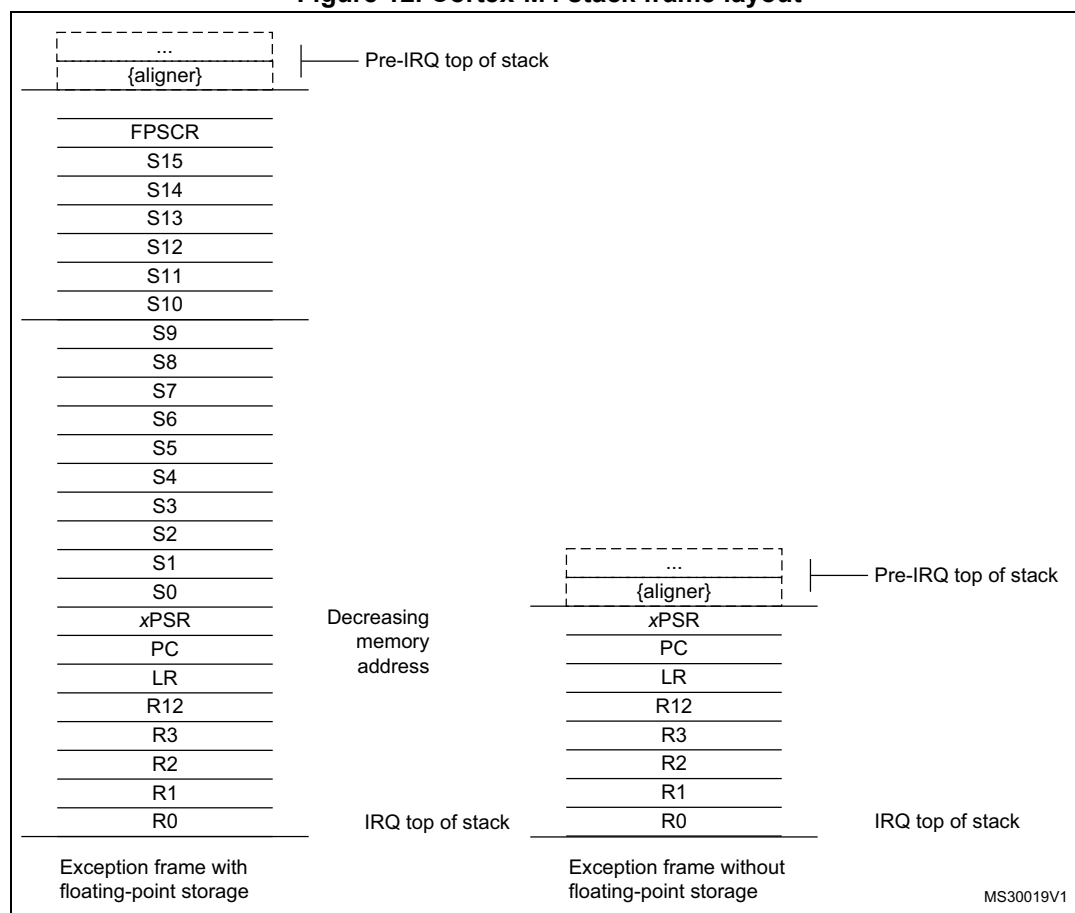 Figure 12. Cortex-M4 stack frame layout
...
{aligner}
Pre-IRQ top of stack
FPSCR
S15
S14
S13
S12
S11
S10
S9
S8
S7
S6
S5
S4
S3
S2
S1
S0
xPSR
PC
LR
R12
R3
R2
R1
R0
Decreasing
memory
address
IRQ top of stack
Exception frame with
floating-point storage
...
{aligner}
Pre-IRQ top of stack
xPSR
PC
LR
R12
R3
R2
R1
R0
IRQ top of stack
Exception frame without
floating-point storage
MS30019V1